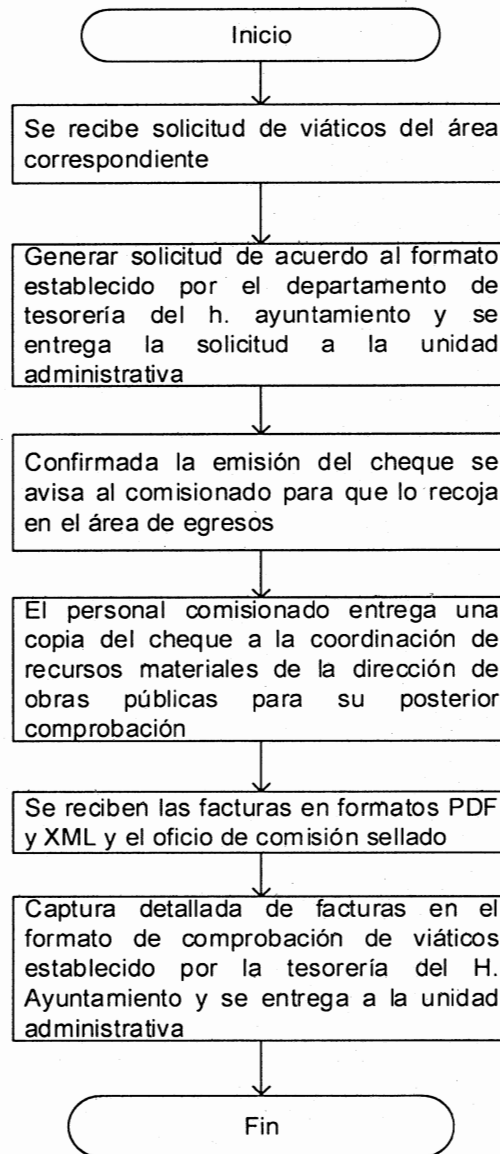 Inicio
Se recibe solicitud de viáticos del área
correspondiente
Generar solicitud de acuerdo al formato
establecido por el departamento de
tesorería del h. ayuntamiento y se
entrega la solicitud a la unidad
administrativa
Confirmada la emisión del cheque se
avisa al comisionado para que lo recoja
en el área de egresos
El personal comisionado entrega una
copia del cheque a la coordinación de
recursos materiales de la dirección de
obras públicas para su posterior
comprobación
Se reciben las facturas en formatos PDF
y XML y el oficio de comisión sellado
Captura detallada de facturas en el
formato de comprobación de viáticos
establecido por la tesorería del H.
Ayuntamiento y se entrega a la unidad
administrativa
Fin